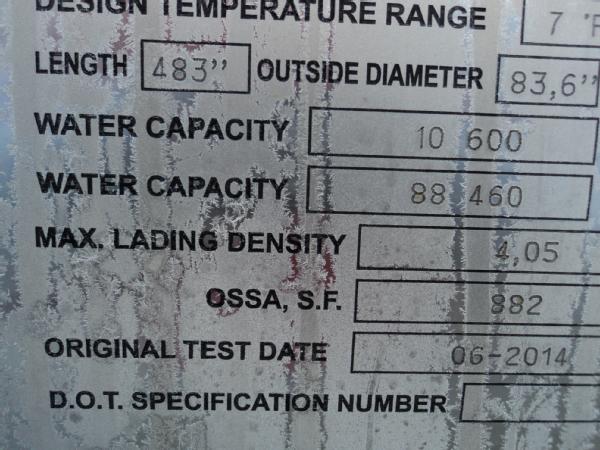 DESIGN TEMPERATURE RANGE 7 °F
LENGTH 483” OUTSIDE DIAMETER 83,6”
WATER CAPACITY 10 600
WATER CAPACITY 88 460
MAX. LADING DENSITY 4,05
OSSA, S.F. 882
ORIGINAL TEST DATE 06-2014
D.O.T. SPECIFICATION NUMBER